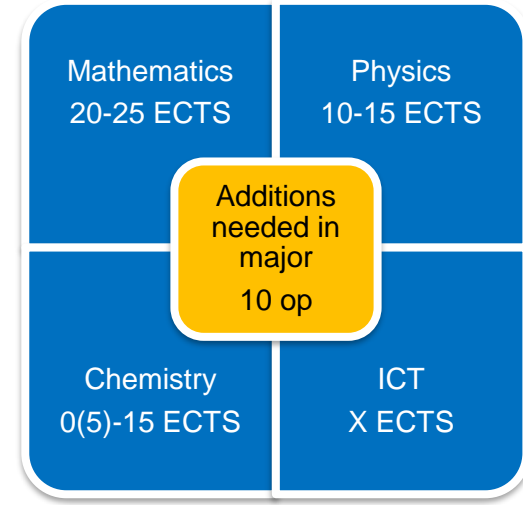 Mathematics
20-25 ECTS
Physics
10-15 ECTS
Additions
needed in
major
10 op
Chemistry
0(5)-15 ECTS
ICT
X ECTS